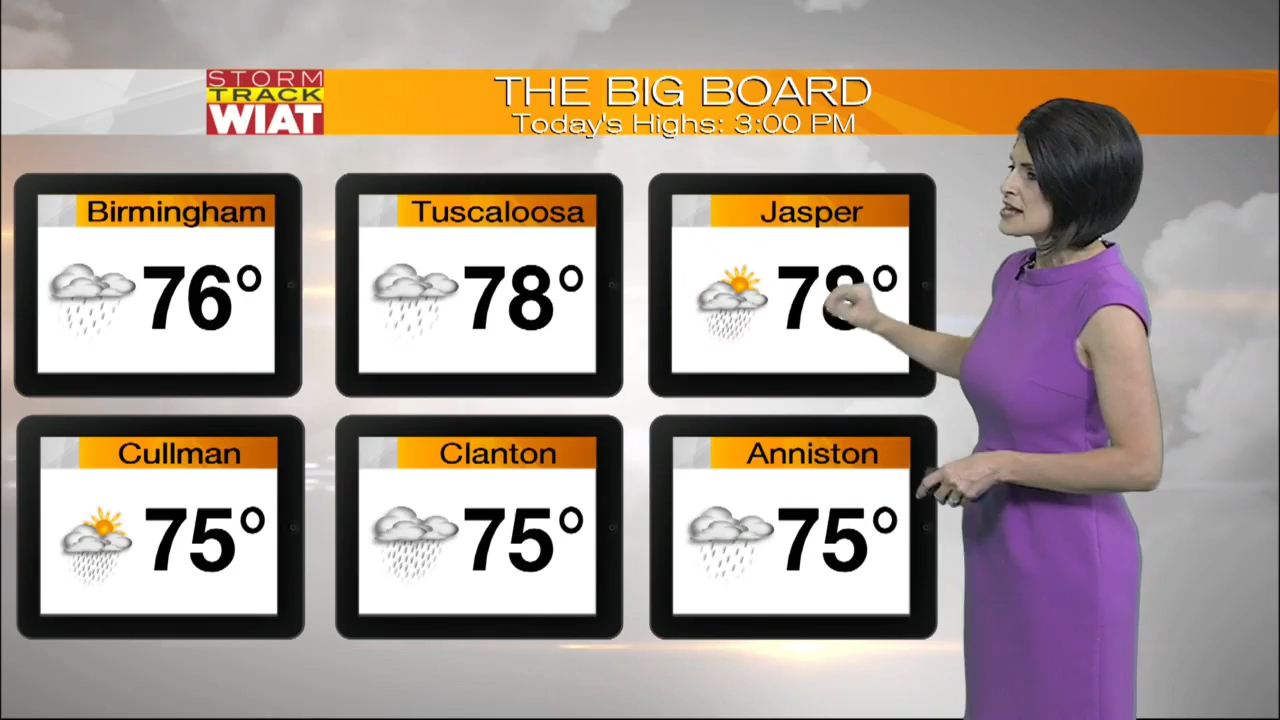 STORM
TRACK
WIAT
THE BIG BOARD
Today's Highs: 3:00 PM
Birmingham
76°
Tuscaloosa
78°
Jasper
78°
Cullman
75°
Clanton
75°
Anniston
75°